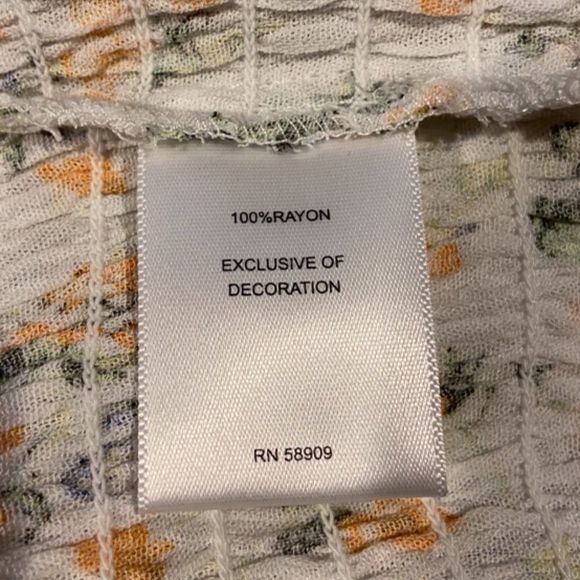 100%RAYON
EXCLUSIVE OF
DECORATION
RN 58909